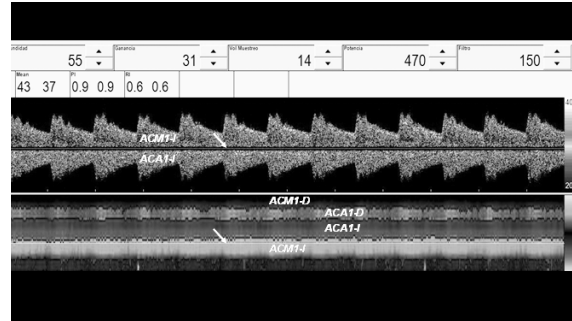 Ganancia Vol Muestreo Potencia Filtro
55 31 14 470 150
Mean PI RI
43 37 0.9 0.9 0.6 0.6
ACM1-I
ACA1-I
20
ACM1-D
ACA1-D
ACA1-I
ACM1-I